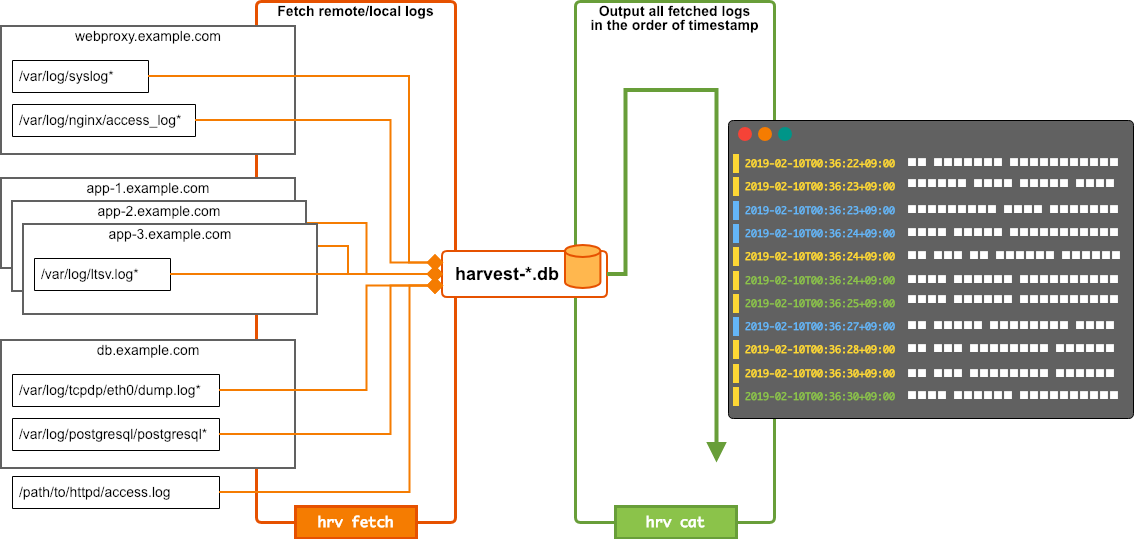 Fetch remote/local logs
Output all fetched logs
in the order of timestamp
webproxy.example.com
/var/log/syslog*
/var/log/nginx/access_log*
app-1.example.com
app-2.example.com
app-3.example.com
/var/log/ltsv.log*
db.example.com
/var/log/tcpdp/eth0/dump.log*
/var/log/postgresql/postgresql*
/path/to/httpd/access.log
harvest-*.db
2019-02-10T00:36:22+09:00
2019-02-10T00:36:23+09:00
2019-02-10T00:36:23+09:00
2019-02-10T00:36:24+09:00
2019-02-10T00:36:24+09:00
2019-02-10T00:36:24+09:00
2019-02-10T00:36:25+09:00
2019-02-10T00:36:27+09:00
2019-02-10T00:36:28+09:00
2019-02-10T00:36:30+09:00
2019-02-10T00:36:30+09:00
hrv fetch
hrv cat